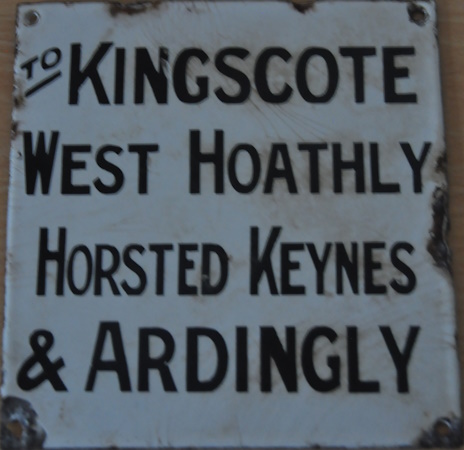 TO KINGSCOTE
WEST HOATHLY
HORSTED KEYNES
& ARDINGLY